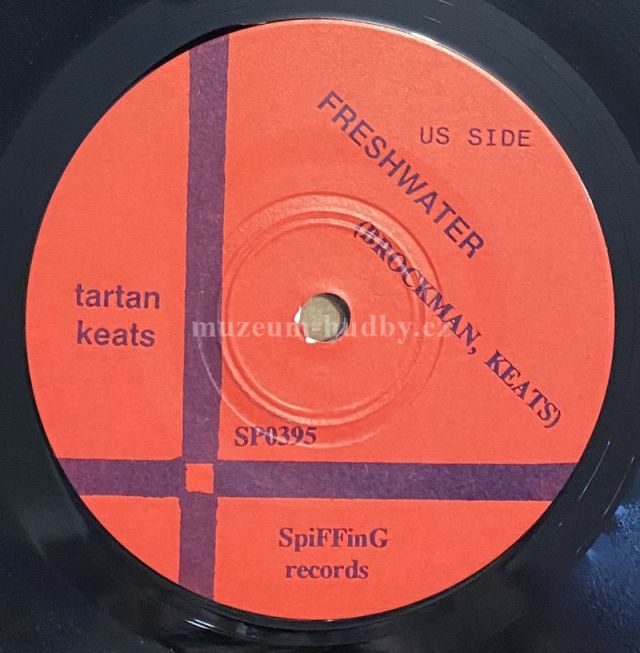 US SIDE
FRESHWATER
(BROCKMAN, KEATS)
tartan
keats
muzeum-hudby.cz
SP0395
SpiFFinG
records